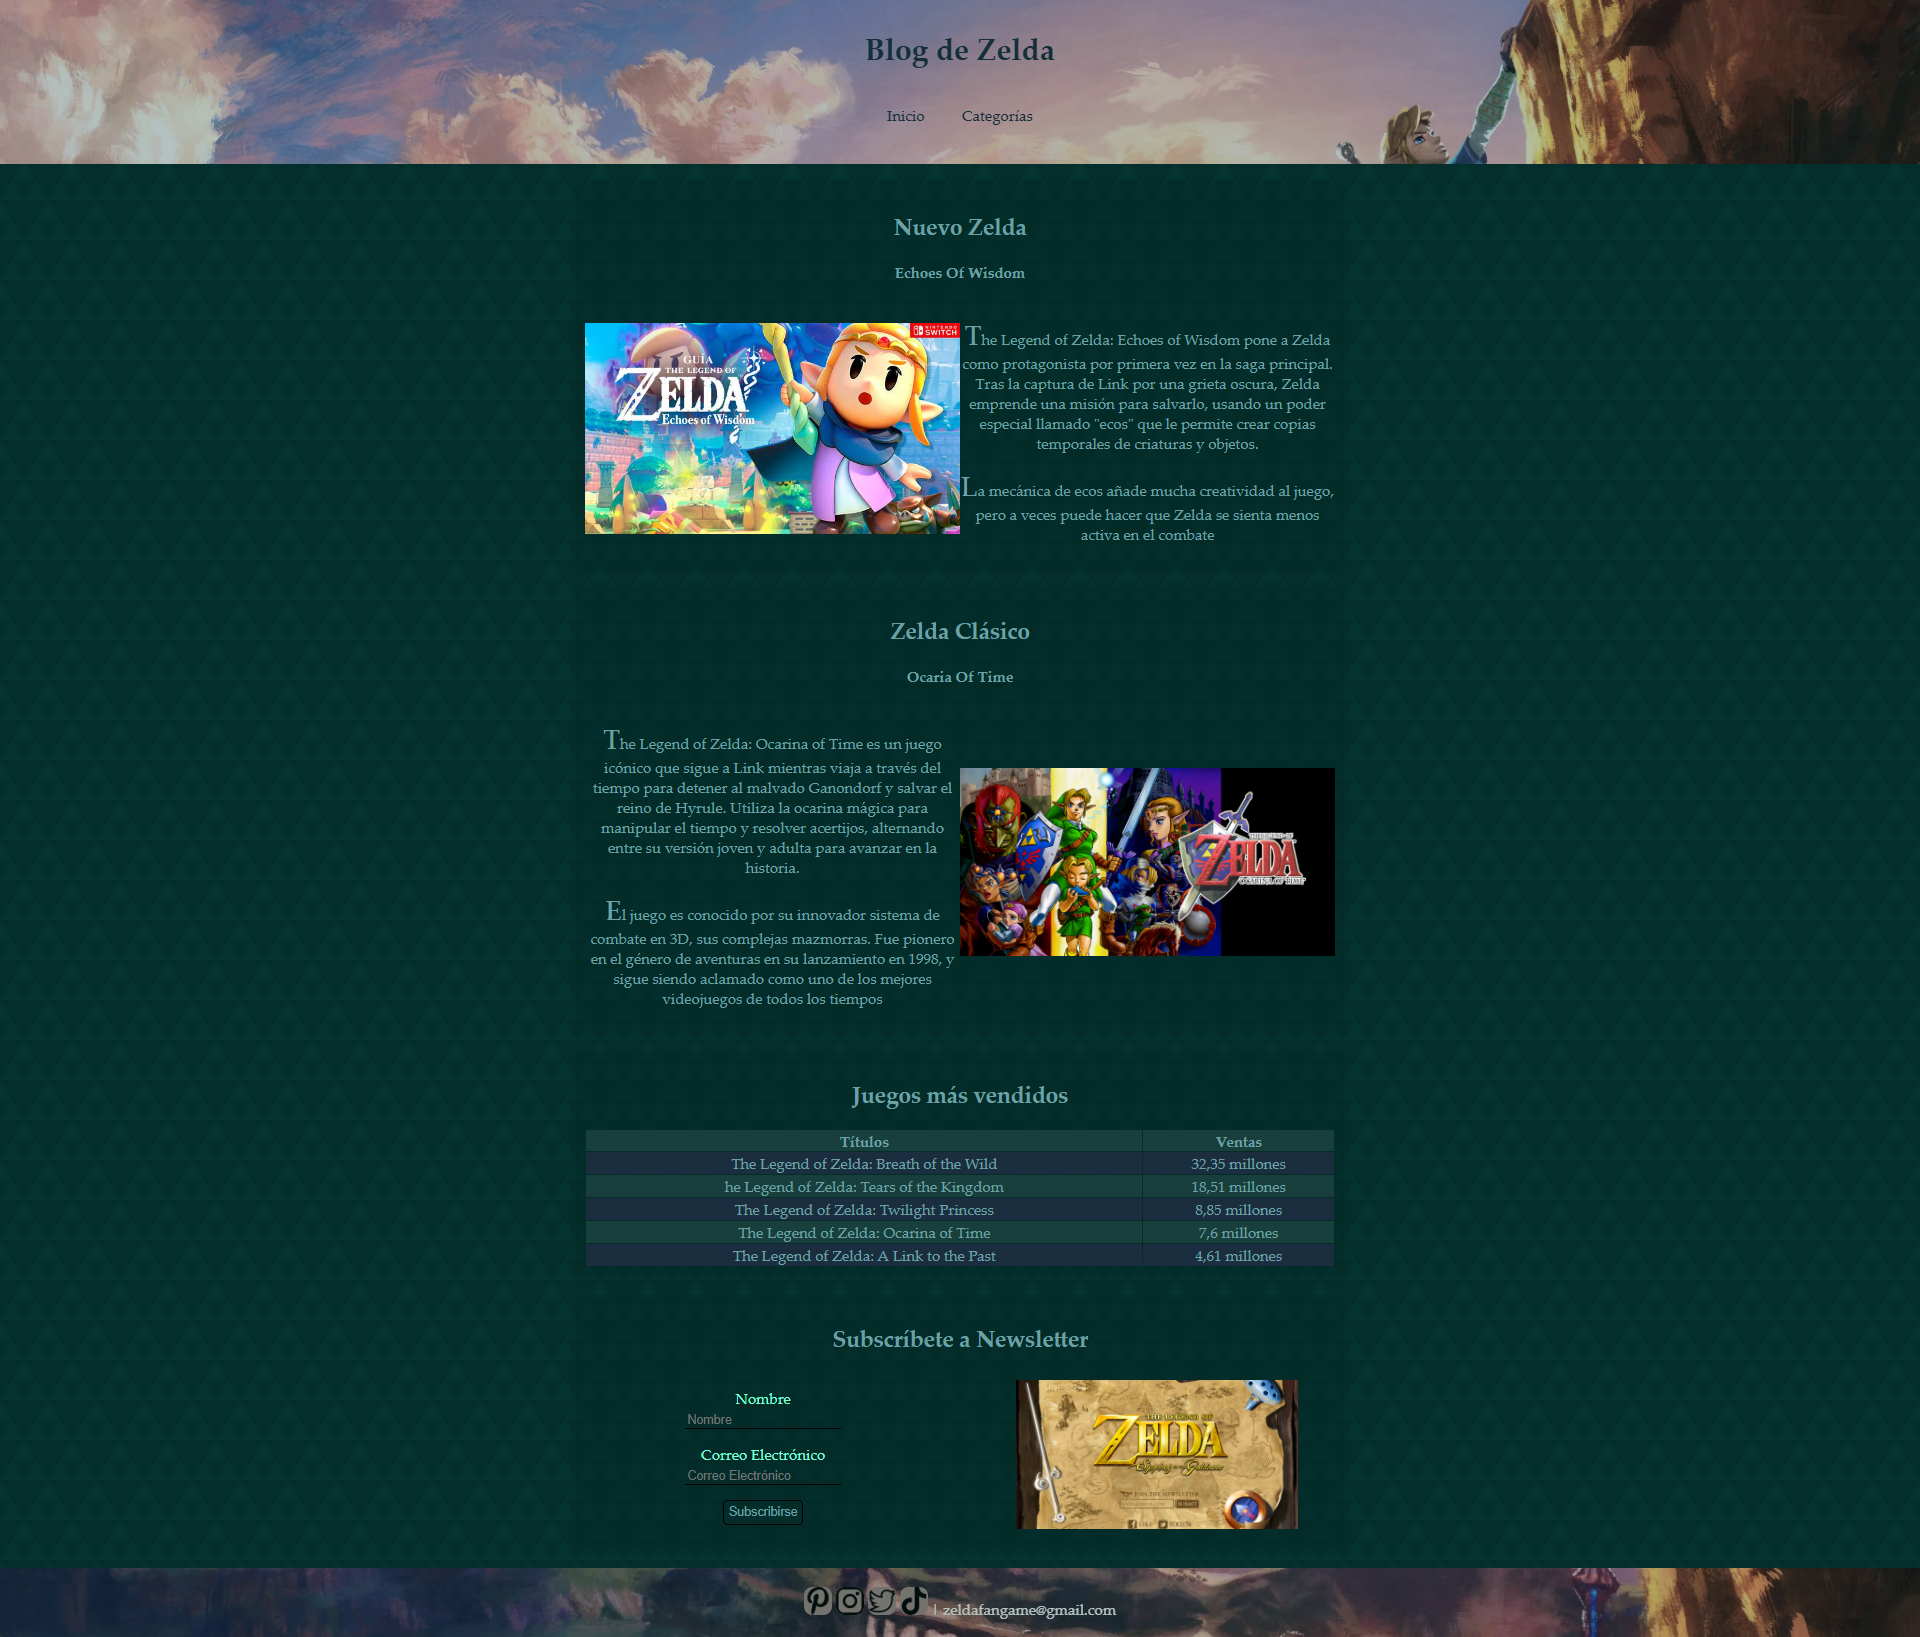 Blog de Zelda
Inicio Categorías
Nuevo Zelda
Echoes Of Wisdom
NINTENDO
SWITCH
GUÍA
THE LEGEND OF
ZELDA
Echoes of Wisdom
The Legend of Zelda: Echoes of Wisdom pone a Zelda
como protagonista por primera vez en la saga principal.
Tras la captura de Link por una grieta oscura, Zelda
emprende una misión para salvarlo, usando un poder
especial llamado "ecos" que le permite crear copias
temporales de criaturas y objetos.
La mecánica de ecos añade mucha creatividad al juego,
pero a veces puede hacer que Zelda se sienta menos
activa en el combate
Zelda Clásico
Ocaria Of Time
The Legend of Zelda: Ocarina of Time es un juego
icónico que sigue a Link mientras viaja a través del
tiempo para detener al malvado Ganondorf y salvar el
reino de Hyrule. Utiliza la ocarina mágica para
manipular el tiempo y resolver acertijos, alternando
entre su versión joven y adulta para avanzar en la
historia.
El juego es conocido por su innovador sistema de
combate en 3D, sus complejas mazmorras. Fue pionero
en el género de aventuras en su lanzamiento en 1998, y
sigue siendo aclamado como uno de los mejores
videojuegos de todos los tiempos
THE LEGEND OF
ZELDA
OCARINA OF TIME
Juegos más vendidos
Títulos Ventas
The Legend of Zelda: Breath of the Wild 32,35 millones
he Legend of Zelda: Tears of the Kingdom 18,51 millones
The Legend of Zelda: Twilight Princess 8,85 millones
The Legend of Zelda: Ocarina of Time 7,6 millones
The Legend of Zelda: A Link to the Past 4,61 millones
Subscríbete a Newsletter
Nombre
Nombre
Correo Electrónico
Correo Electrónico
Subscribirse
THE LEGEND OF
ZELDA
JOIN THE NEWSLETTER
SUBMIT
LIKE FOLLOW
| zeldafangame@gmail.com